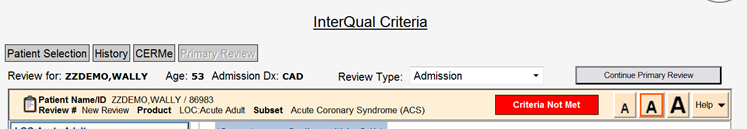 InterQual Criteria
Patient Selection History CERMe Primary Review
Review for: ZZDEMO,WALLY Age: 53 Admission Dx: CAD Review Type: Admission Continue Primary Review
Patient Name/ID ZZDEMO,WALLY / 86983
Review # New Review Product LOC:Acute Adult Subset Acute Coronary Syndrome (ACS) Criteria Not Met A A A Help